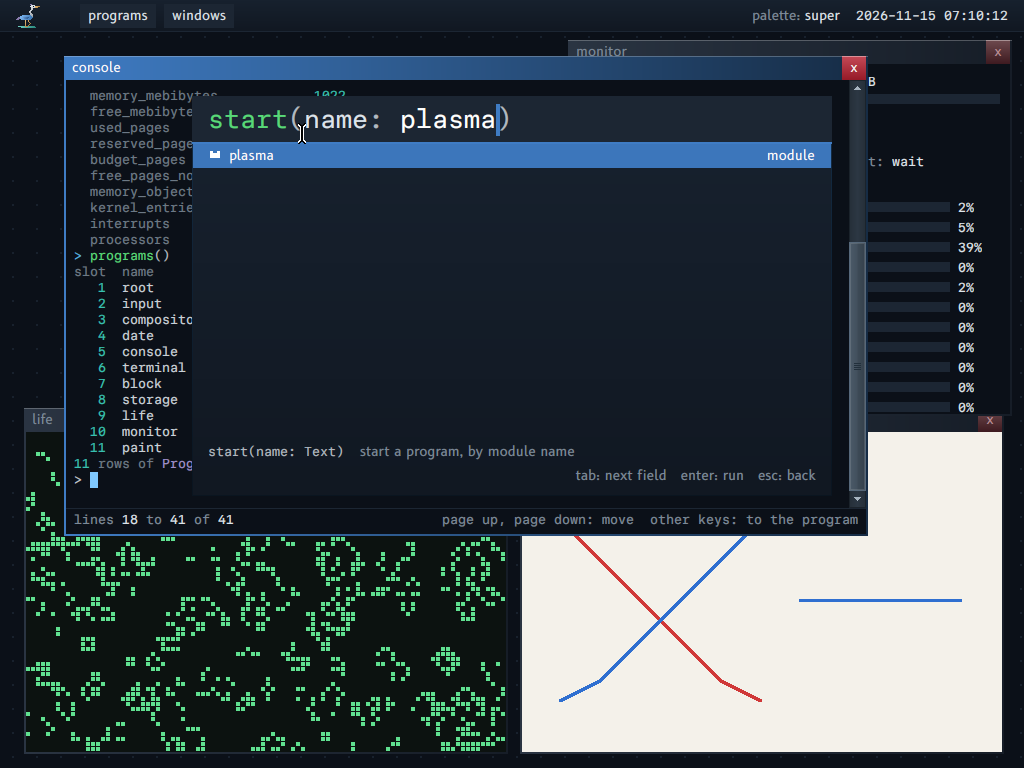 programs windows palette: super 2026-11-15 07:10:12
monitor x
console x
B
memory_mebibytes 1022
free_mebibyte
used_pages
reserved_page
budget_pages
free_pages_no
memory_object
kernel_entrie
interrupts
processors
start(name: plasma)
plasma module
start(name: Text) start a program, by module name
tab: next field enter: run esc: back
> programs()
slot name
1 root
2 input
3 composito
4 date
5 console
6 terminal
7 block
8 storage
9 life
10 monitor
11 paint
11 rows of Prog
>
lines 18 to 41 of 41 page up, page down: move other keys: to the program
t: wait
2%
5%
39%
0%
2%
0%
0%
0%
0%
0%
0%
life
x